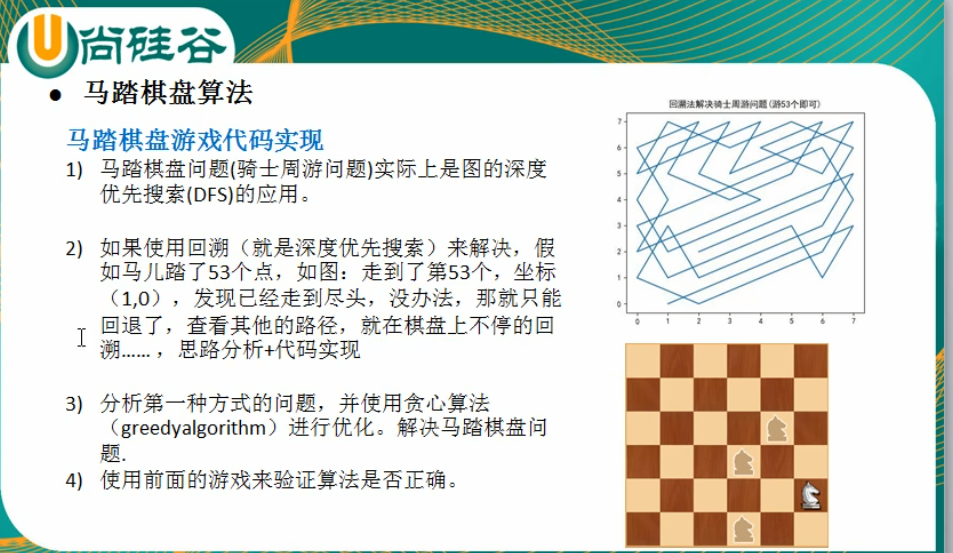 尚硅谷
● 马踏棋盘算法
马踏棋盘游戏代码实现
1) 马踏棋盘问题(骑士周游问题)实际上是图的深度
优先搜索(DFS)的应用。
2) 如果使用回溯（就是深度优先搜索）来解决，假
如马儿踏了53个点，如图：走到了第53个，坐标
（1,0），发现已经走到尽头，没办法，那就只能
回退了，查看其他的路径，就在棋盘上不停的回
溯……，思路分析+代码实现
3) 分析第一种方式的问题，并使用贪心算法
（greedyalgorithm）进行优化。解决马踏棋盘问
题.
4) 使用前面的游戏来验证算法是否正确。
回溯法解决骑士周游问题(游53个即可)
7
6
5
4
3
2
1
0
0 1 2 3 4 5 6 7